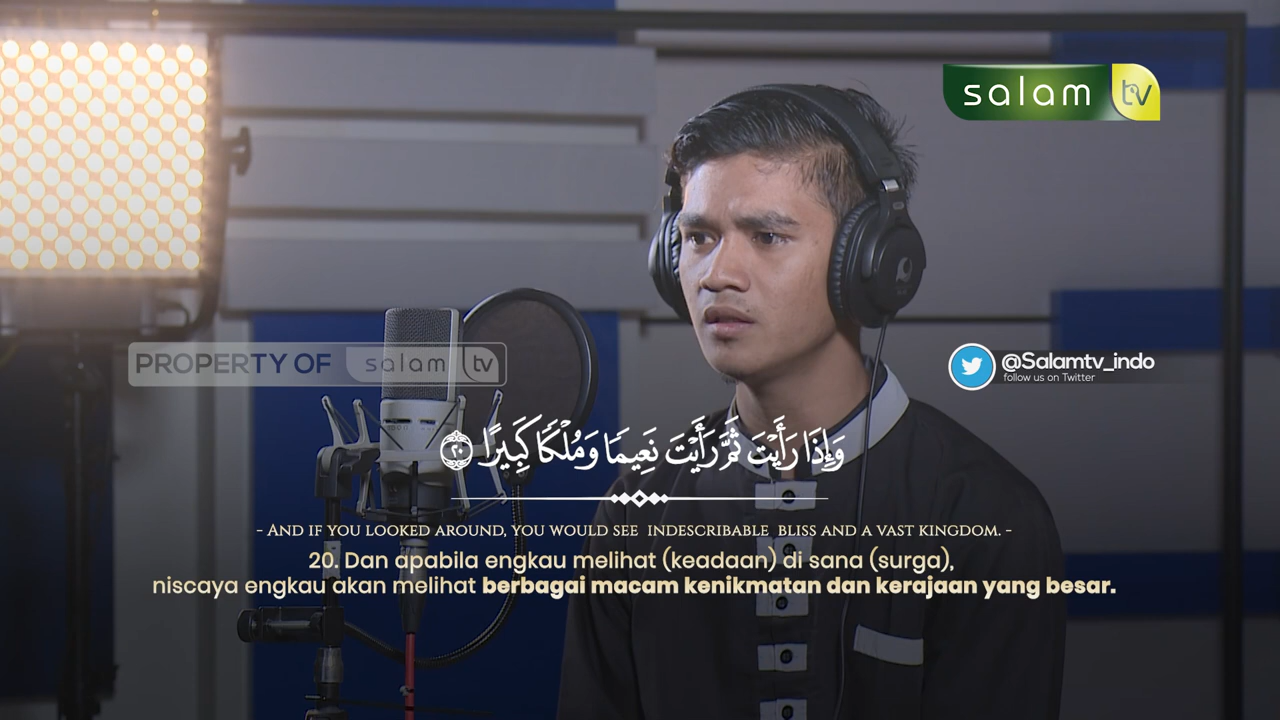 salam tv
PROPERTY OF salam tv
@Salamtv_indo
follow us on Twitter
وَإِذَا رَأَيْتَ ثَمَّ رَأَيْتَ نَعِيمًا وَمُلْكًا كَبِيرًا ٢٠
- AND IF YOU LOOKED AROUND, YOU WOULD SEE INDESCRIBABLE BLISS AND A VAST KINGDOM. -
20. Dan apabila engkau melihat (keadaan) di sana (surga),
niscaya engkau akan melihat berbagai macam kenikmatan dan kerajaan yang besar.